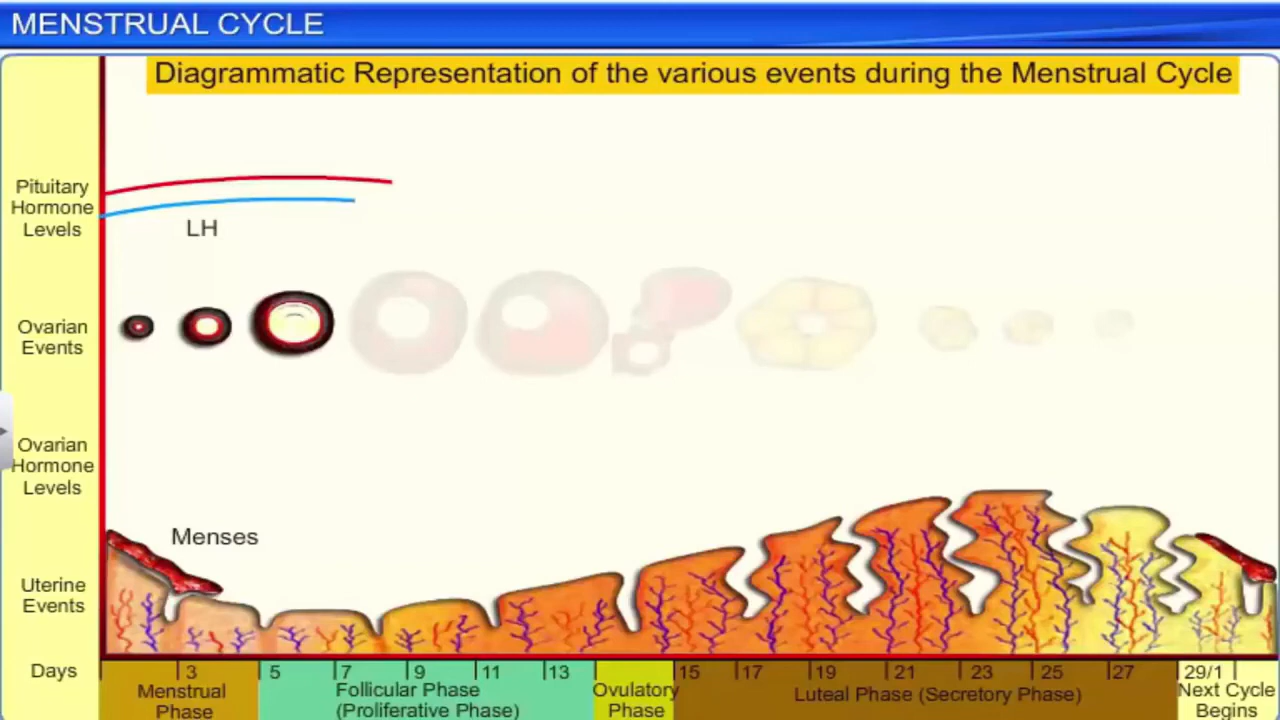 MENSTRUAL CYCLE
Diagrammatic Representation of the various events during the Menstrual Cycle
Pituitary
Hormone
Levels
LH
Ovarian
Events
Ovarian
Hormone
Levels
Menses
Uterine
Events
Days
3 5 7 9 11 13 15 17 19 21 23 25 27 29/1
Menstrual
Phase
Follicular Phase
(Proliferative Phase)
Ovulatory
Phase
Luteal Phase (Secretory Phase)
Next Cycle
Begins